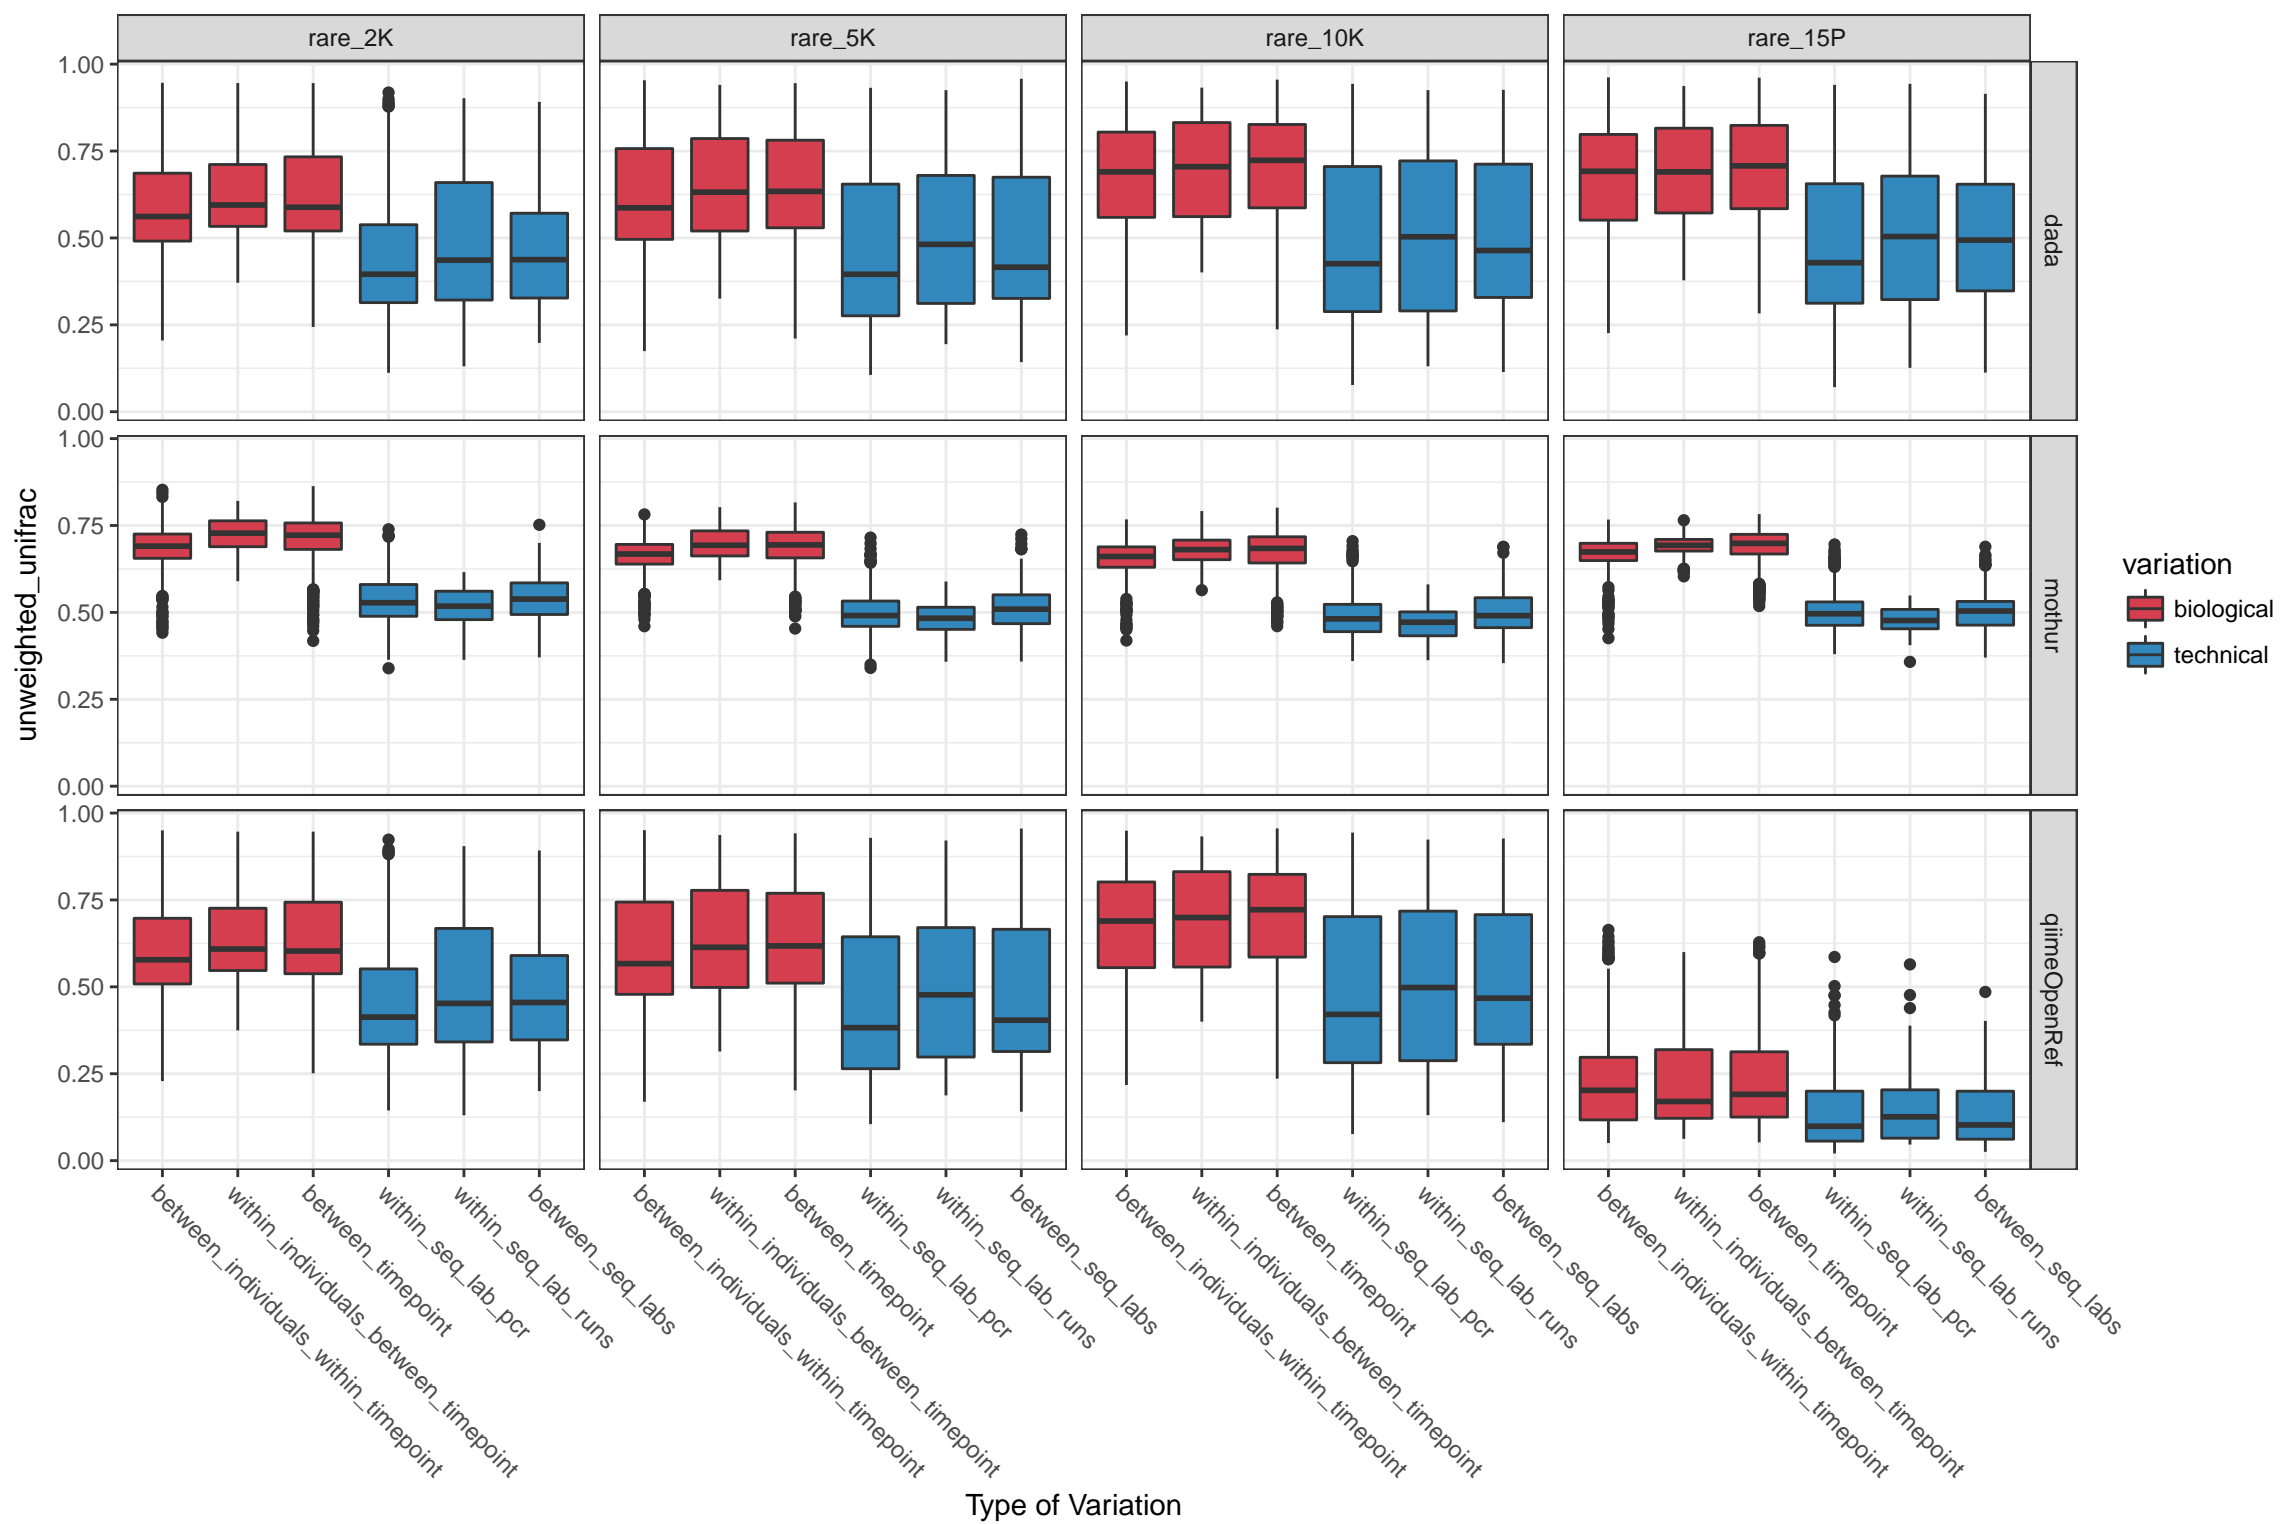 rare_2K
rare_5K
rare_10K
rare_15P
1.00
0.75
0.50
0.25
0.00
dada
1.00
0.75
0.50
0.25
0.00
mothur
1.00
0.75
0.50
0.25
0.00
qiimeOpenRef
unweighted_unifrac
variation
biological
technical
between_individuals_within_timepoint
within_individuals_between_timepoint
between_timepoint
within_seq_lab_pcr
within_seq_lab_runs
between_seq_labs
between_individuals_within_timepoint
within_individuals_between_timepoint
between_timepoint
within_seq_lab_pcr
within_seq_lab_runs
between_seq_labs
between_individuals_within_timepoint
within_individuals_between_timepoint
between_timepoint
within_seq_lab_pcr
within_seq_lab_runs
between_seq_labs
between_individuals_within_timepoint
within_individuals_between_timepoint
between_timepoint
within_seq_lab_pcr
within_seq_lab_runs
between_seq_labs
Type of Variation